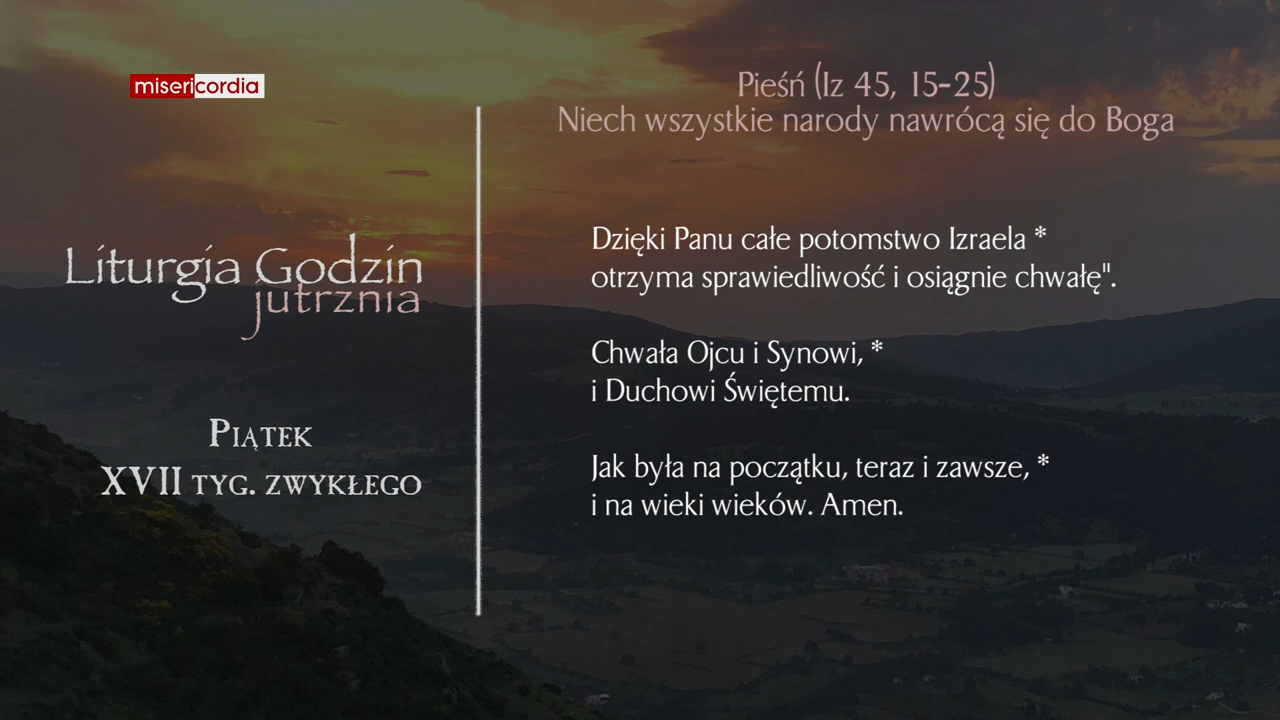 misericordia
Liturgia Godzin
jutrznia
Piątek
XVII tyg. zwykłego
Pieśń (Iz 45, 15-25)
Niech wszystkie narody nawrócą się do Boga
Dzięki Panu całe potomstwo Izraela *
otrzyma sprawiedliwość i osiągnie chwałę".
Chwała Ojcu i Synowi, *
i Duchowi Świętemu.
Jak była na początku, teraz i zawsze, *
i na wieki wieków. Amen.